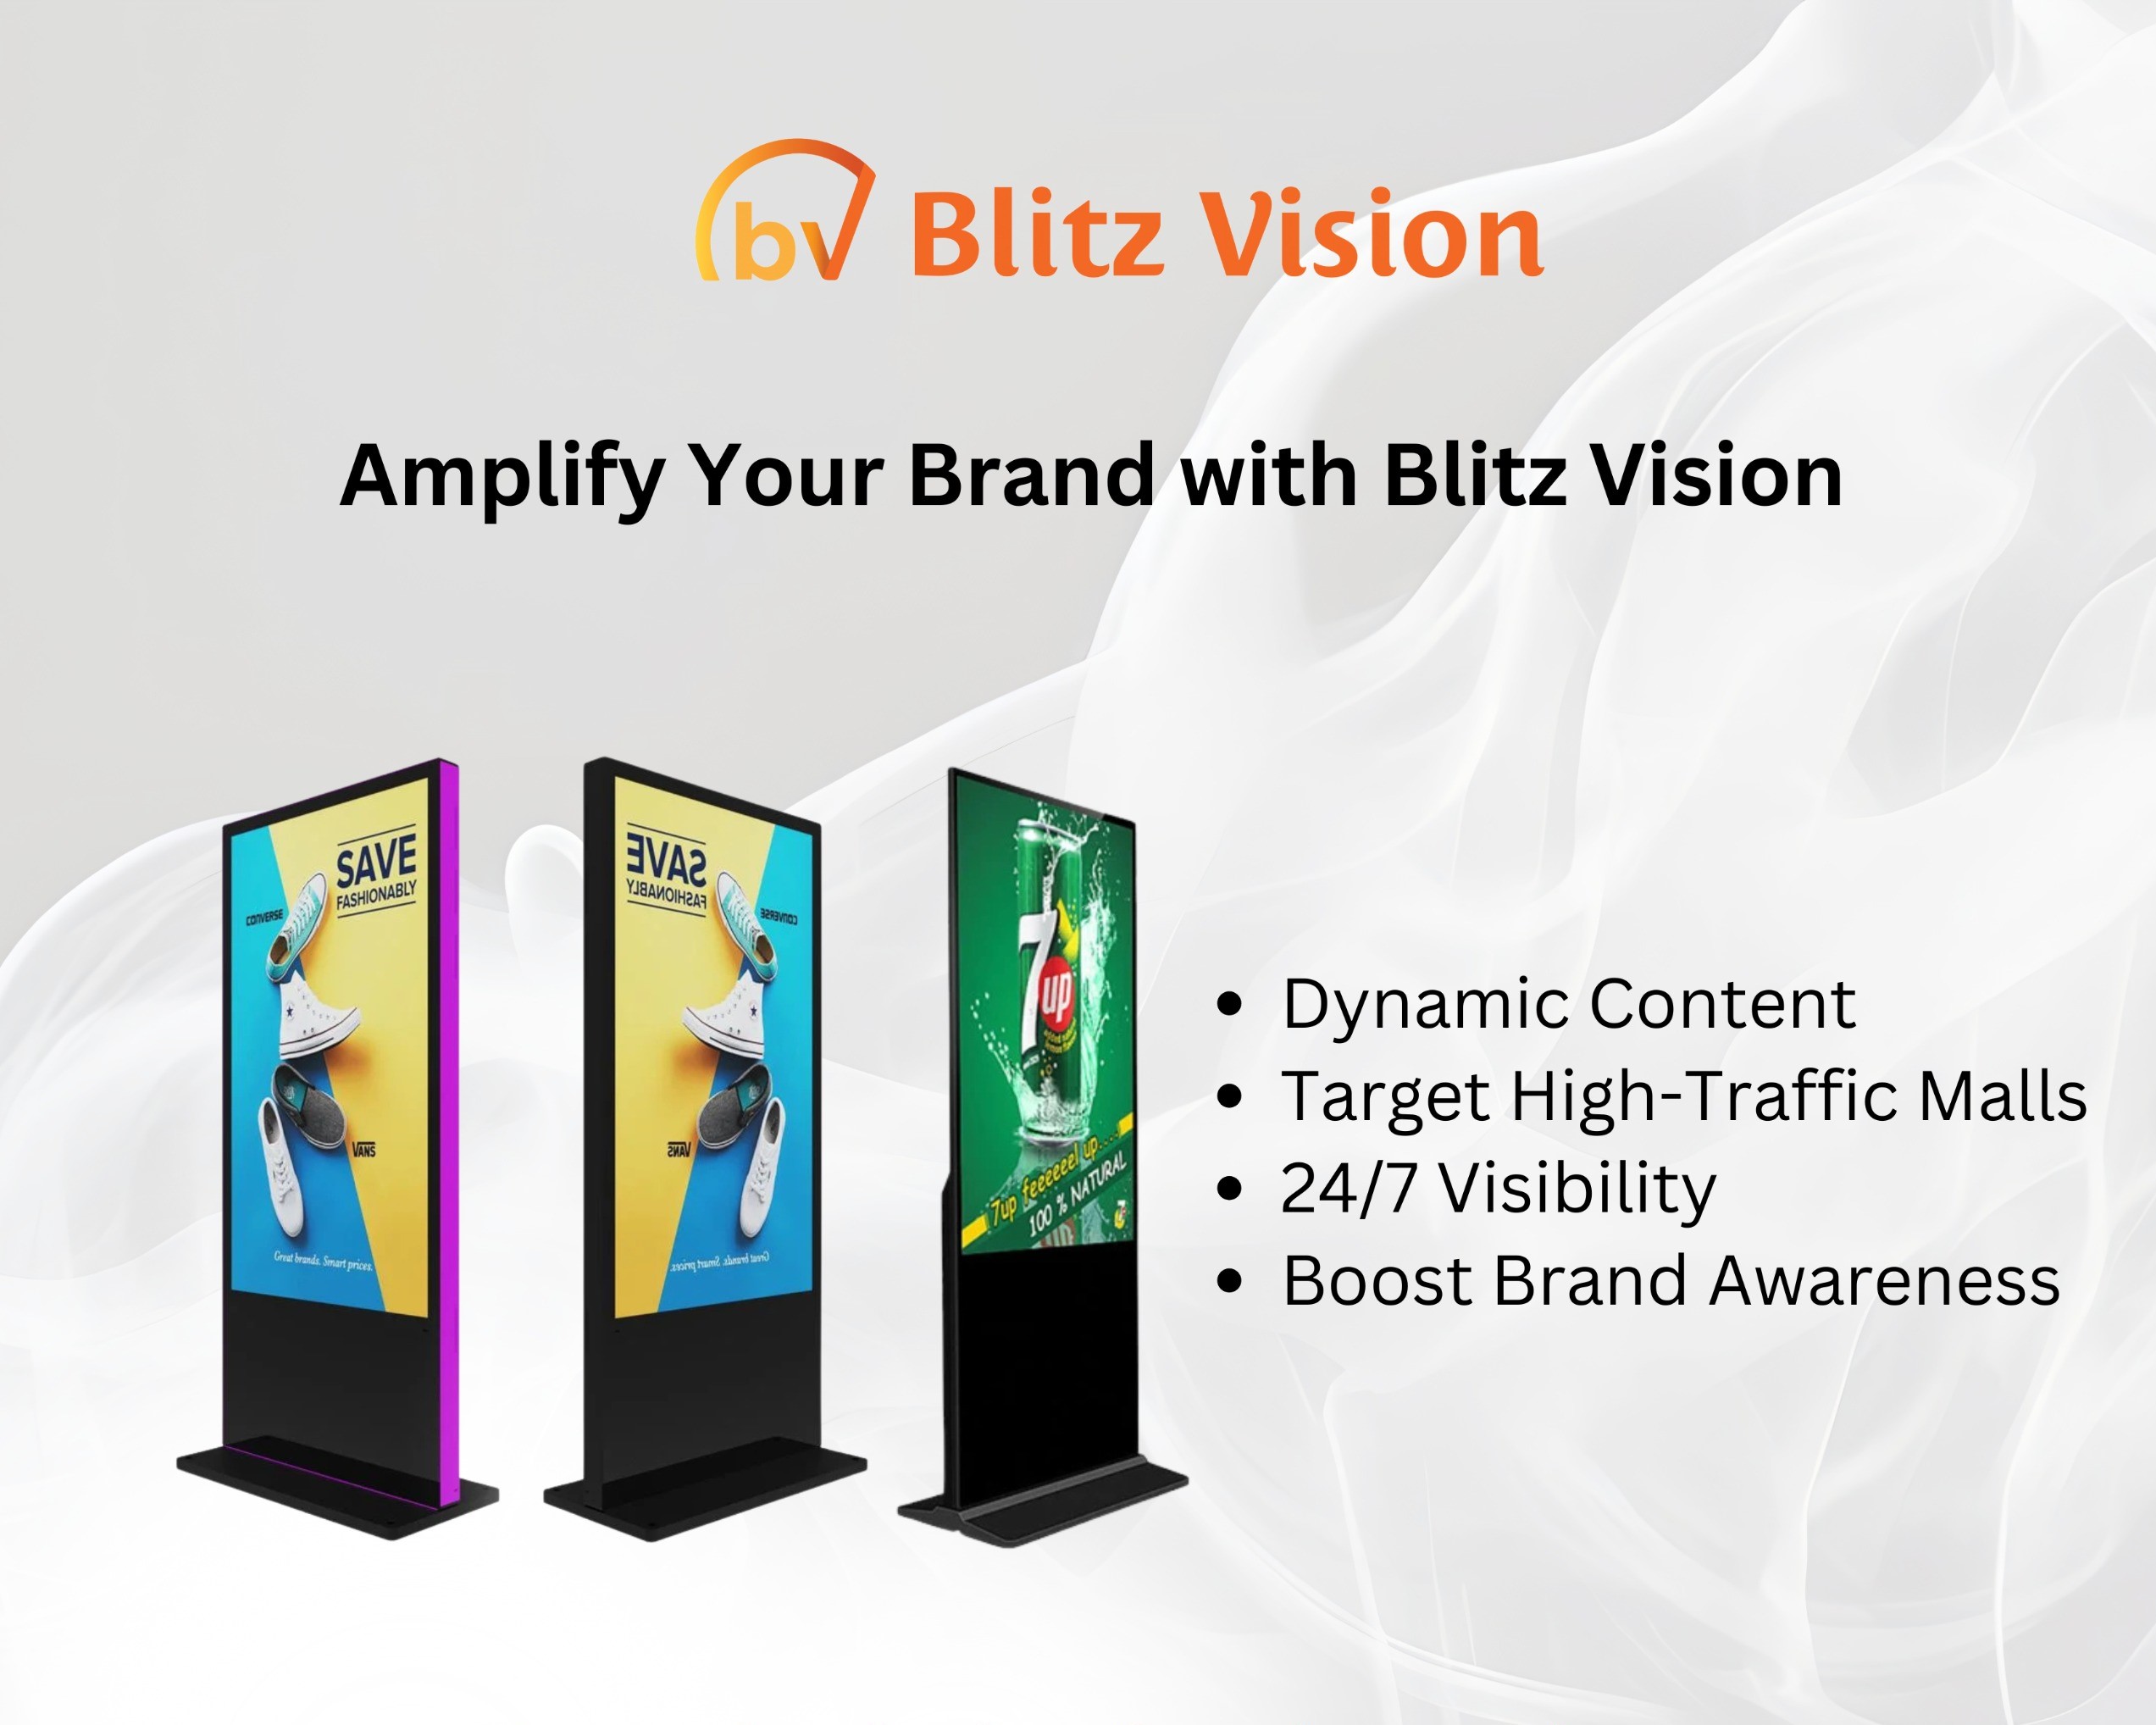 bv Blitz Vision
Amplify Your Brand with Blitz Vision
SAVE
FASHIONABLY
CONVERSE
VANS
Great brands. Smart prices.
SAVE
FASHIONABLY
CONVERSE
VANS
Great brands. Smart prices.
7up
7up feeeeeel up....
100 % NATURAL
• Dynamic Content
• Target High-Traffic Malls
• 24/7 Visibility
• Boost Brand Awareness